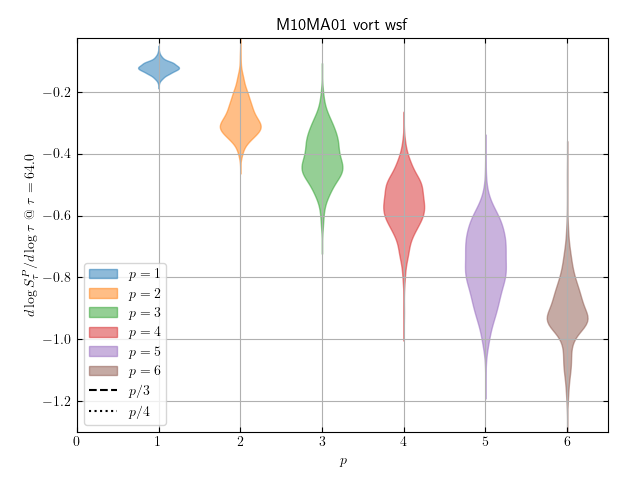 M10MA01 vort wsf
d log S_τ^p / d log τ @ τ = 64.0
−0.2
−0.4
−0.6
−0.8
−1.0
−1.2
p = 1
p = 2
p = 3
p = 4
p = 5
p = 6
p/3
p/4
0 1 2 3 4 5 6
p